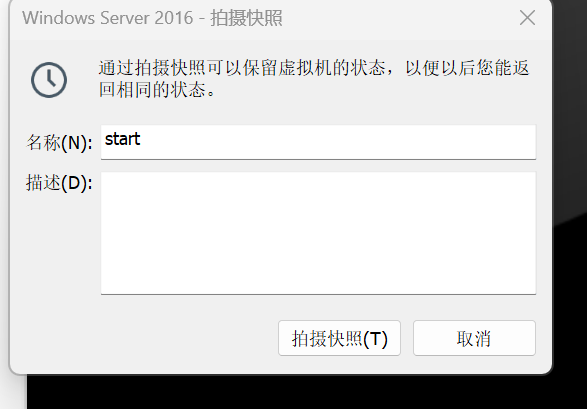 Windows Server 2016 - 拍摄快照
通过拍摄快照可以保留虚拟机的状态，以便以后您能返
回相同的状态。
名称(N): start
描述(D):
拍摄快照(T) 取消